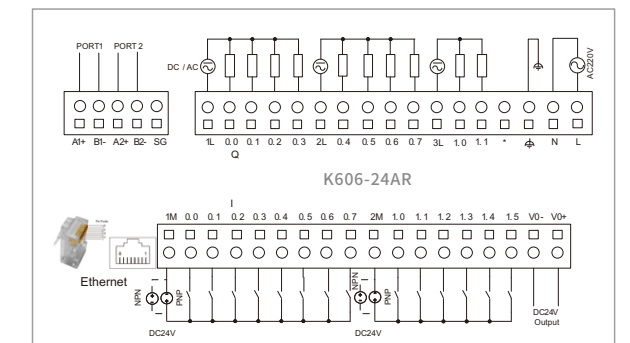 PORT1 PORT2
DC / AC
AC220V
A1+ B1- A2+ B2- SG
1L 0.0 0.1 0.2 0.3 2L 0.4 0.5 0.6 0.7 3L 1.0 1.1 * N L
Q
K606-24AR
I
1M 0.0 0.1 0.2 0.3 0.4 0.5 0.6 0.7 2M 1.0 1.1 1.2 1.3 1.4 1.5 V0- V0+
Ethernet
NPN PNP NPN PNP
DC24V DC24V
DC24V
Output